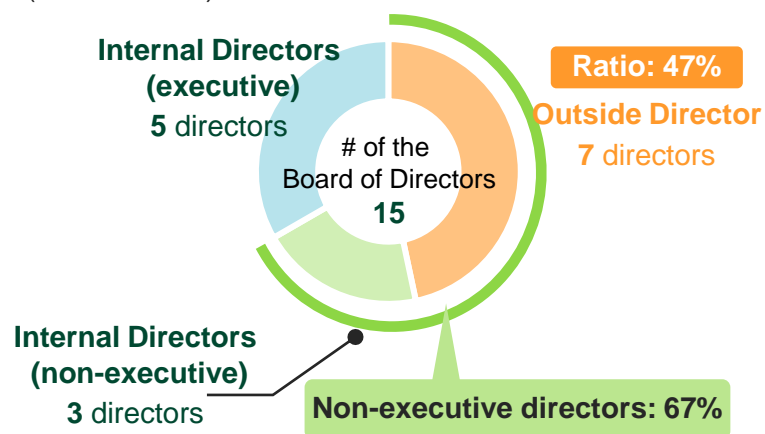 Internal Directors
(executive)
5 directors
Ratio: 47%
Outside Director
7 directors
# of the
Board of Directors
15
Internal Directors
(non-executive)
3 directors
Non-executive directors: 67%